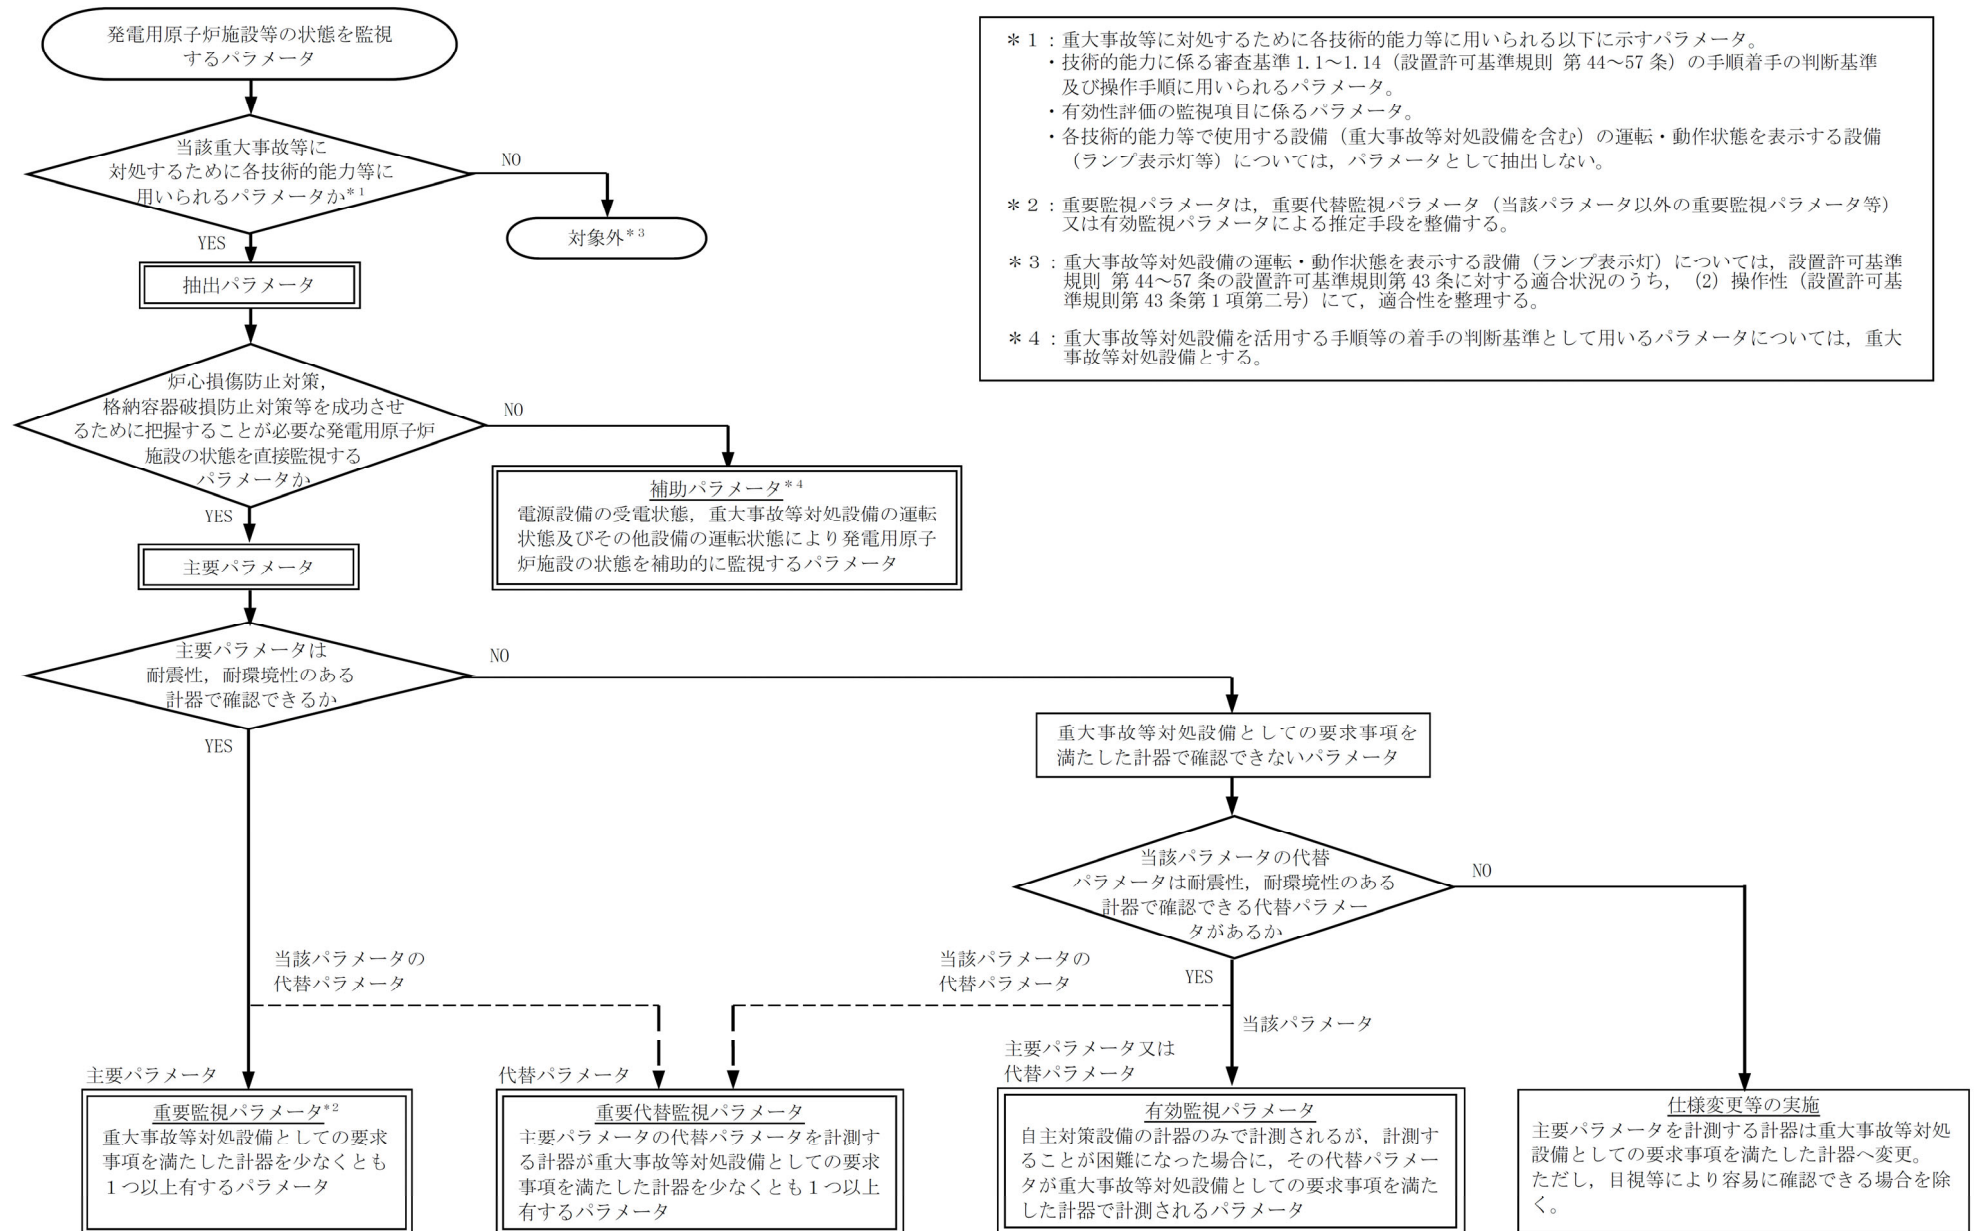 発電用原子炉施設等の状態を監視
するパラメータ
当該重大事故等に
対処するために各技術的能力等に
用いられるパラメータか*1
NO
対象外*3
YES
抽出パラメータ
炉心損傷防止対策,
格納容器破損防止対策等を成功させ
るために把握することが必要な発電用原子炉
施設の状態を直接監視する
パラメータか
NO
補助パラメータ*4
電源設備の受電状態,重大事故等対処設備の運転
状態及びその他設備の運転状態により発電用原子
炉施設の状態を補助的に監視するパラメータ
YES
主要パラメータ
主要パラメータは
耐震性,耐環境性のある
計器で確認できるか
NO
YES
重大事故等対処設備としての要求事項を
満たした計器で確認できないパラメータ
当該パラメータの代替
パラメータは耐震性,耐環境性のある
計器で確認できる代替パラメー
タがあるか
NO
YES
当該パラメータの
代替パラメータ
当該パラメータの
代替パラメータ
当該パラメータ
主要パラメータ
重要監視パラメータ*2
重大事故等対処設備としての要求
事項を満たした計器を少なくとも
1つ以上有するパラメータ
代替パラメータ
重要代替監視パラメータ
主要パラメータの代替パラメータを計測す
る計器が重大事故等対処設備としての要求
事項を満たした計器を少なくとも1つ以上
有するパラメータ
主要パラメータ又は
代替パラメータ
有効監視パラメータ
自主対策設備の計器のみで計測されるが,計測す
ることが困難になった場合に,その代替パラメー
タが重大事故等対処設備としての要求事項を満た
した計器で計測されるパラメータ
仕様変更等の実施
主要パラメータを計測する計器は重大事故等対処
設備としての要求事項を満たした計器へ変更。
ただし,目視等により容易に確認できる場合を除
く。
*1:重大事故等に対処するために各技術的能力等に用いられる以下に示すパラメータ。
・技術的能力に係る審査基準1.1〜1.14(設置許可基準規則 第44〜57条)の手順着手の判断基準
及び操作手順に用いられるパラメータ。
・有効性評価の監視項目に係るパラメータ。
・各技術的能力等で使用する設備(重大事故等対処設備を含む)の運転・動作状態を表示する設備
(ランプ表示灯等)については,パラメータとして抽出しない。
*2:重要監視パラメータは,重要代替監視パラメータ(当該パラメータ以外の重要監視パラメータ等)
又は有効監視パラメータによる推定手段を整備する。
*3:重大事故等対処設備の運転・動作状態を表示する設備(ランプ表示灯)については,設置許可基準
規則 第44〜57条の設置許可基準規則第43条に対する適合状況のうち,(2)操作性(設置許可基
準規則第43条第1項第二号)にて,適合性を整理する。
*4:重大事故等対処設備を活用する手順等の着手の判断基準として用いるパラメータについては,重大
事故等対処設備とする。